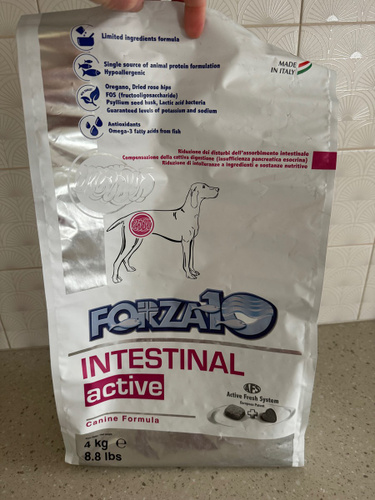 Limited ingredients formula
MADE
IN ITALY
Single source of animal protein formulation
Hypoallergenic
Oregano, Dried rose hips
FOS (fructooligosaccharide)
Psyllium seed husk, Lactic acid bacteria
Guaranteed levels of potassium and sodium
Antioxidants
Omega-3 fatty acids from fish
Riduzione dei disturbi dell'assorbimento intestinale
Compensazione della cattiva digestione (insufficienza pancreatica esocrina)
Riduzione di intolleranze a ingredienti e sostanze nutritive
FORZA10
INTESTINAL
active
AFS
Active Fresh System
Canine Formula
4 kg e
8.8 lbs